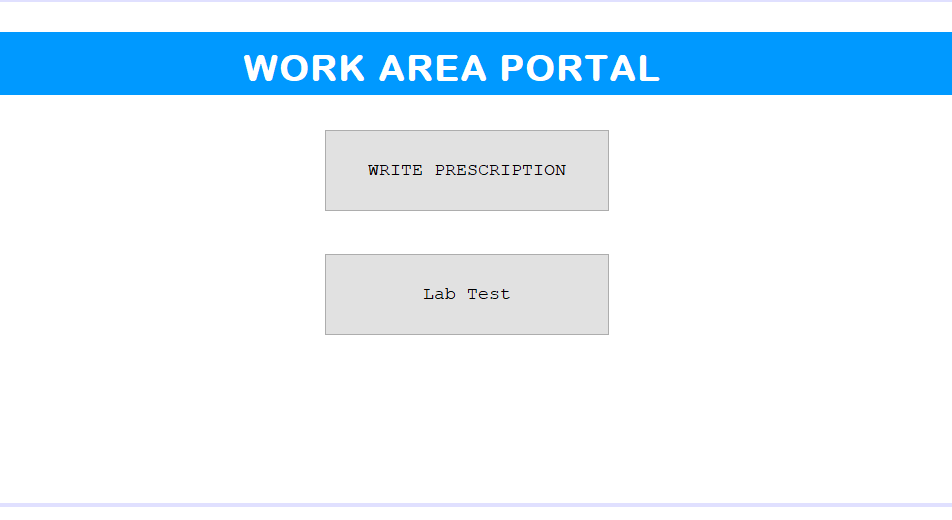 WORK AREA PORTAL
WRITE PRESCRIPTION
Lab Test